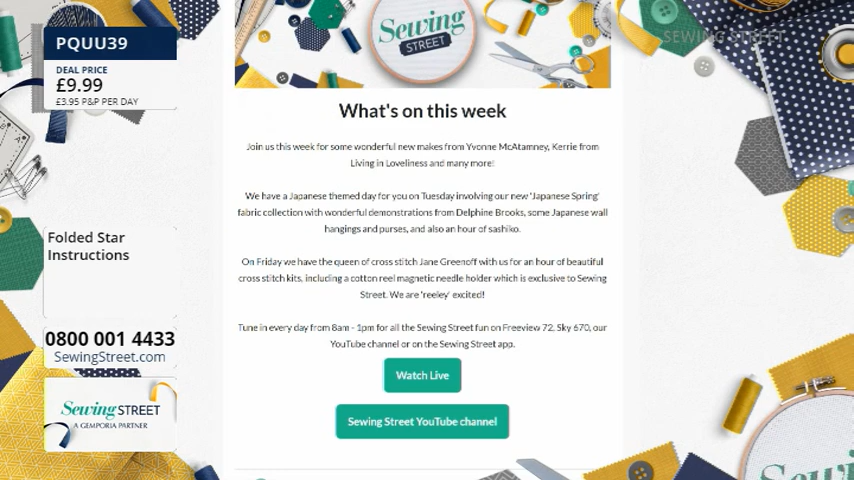 PQUU39
DEAL PRICE
£9.99
£3.95 P&P PER DAY
Folded Star
Instructions
0800 001 4433
SewingStreet.com
Sewing STREET
A GEMPORIA PARTNER
Sewing
STREET
SEWING STREET
What's on this week
Join us this week for some wonderful new makes from Yvonne McAtamney, Kerrie from
Living in Loveliness and many more!
We have a Japanese themed day for you on Tuesday involving our new 'Japanese Spring'
fabric collection with wonderful demonstrations from Delphine Brooks, some Japanese wall
hangings and purses, and also an hour of sashiko.
On Friday we have the queen of cross stitch Jane Greenoff with us for an hour of beautiful
cross stitch kits, including a cotton reel magnetic needle holder which is exclusive to Sewing
Street. We are 'reeley' excited!
Tune in every day from 8am - 1pm for all the Sewing Street fun on Freeview 72, Sky 670, our
YouTube channel or on the Sewing Street app.
Watch Live
Sewing Street YouTube channel